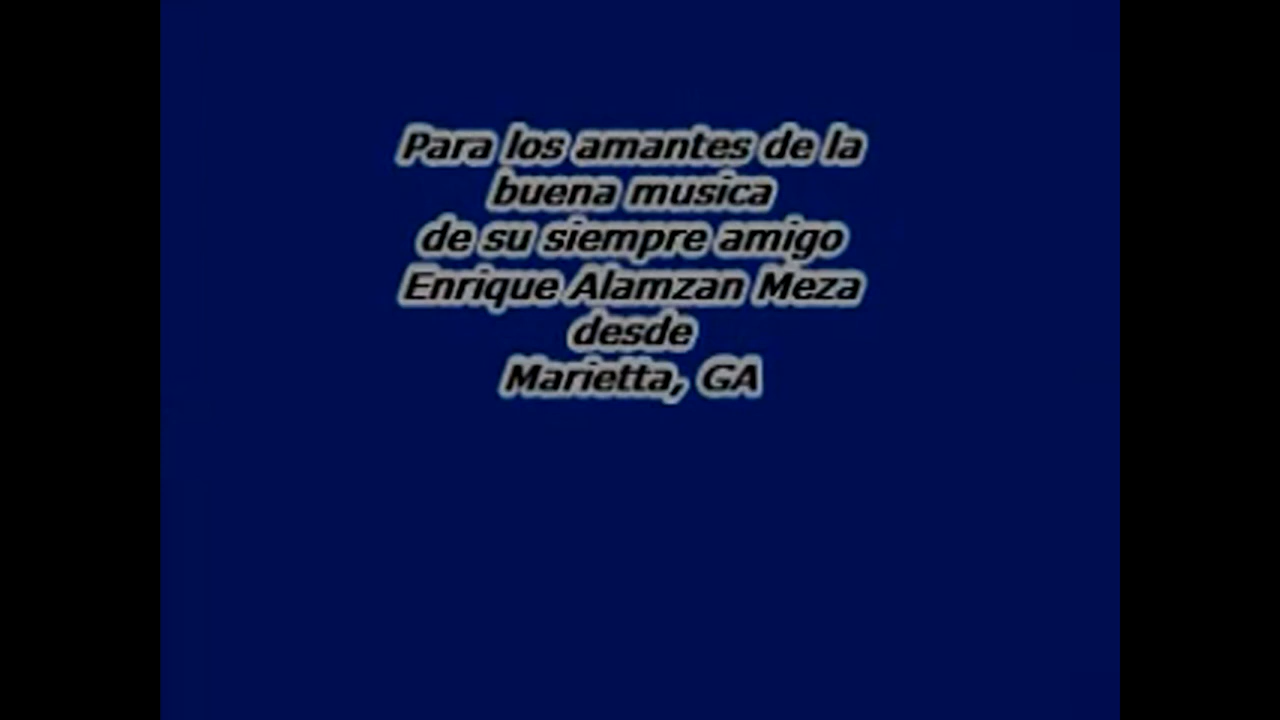 Para los amantes de la
buena musica
de su siempre amigo
Enrique Alamzan Meza
desde
Marietta, GA